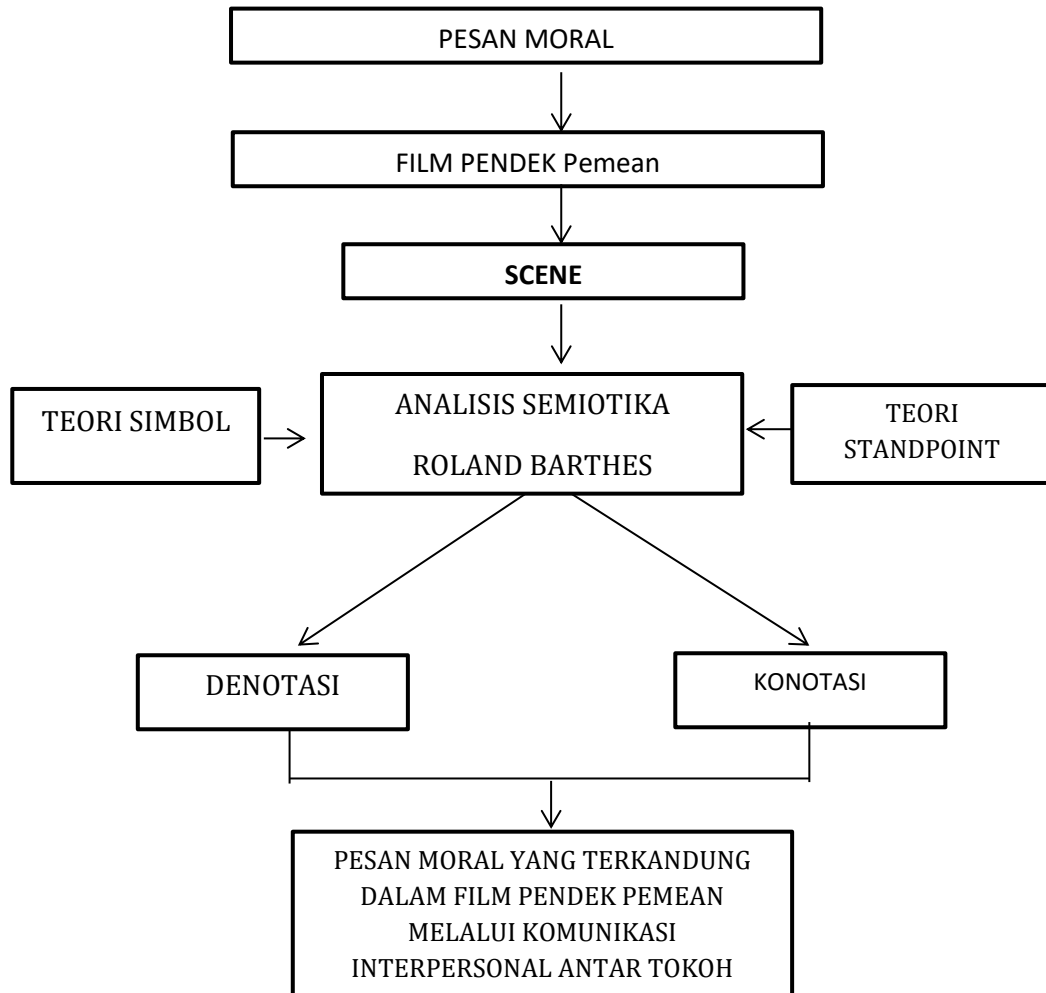 PESAN MORAL
FILM PENDEK Pemean
SCENE
TEORI SIMBOL
ANALISIS SEMIOTIKA
ROLAND BARTHES
TEORI
STANDPOINT
DENOTASI
KONOTASI
PESAN MORAL YANG TERKANDUNG
DALAM FILM PENDEK PEMEAN
MELALUI KOMUNIKASI
INTERPERSONAL ANTAR TOKOH